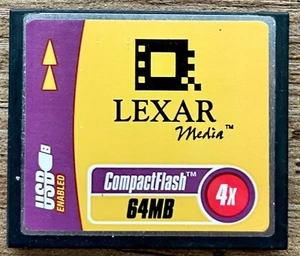 LEXAR
Media™
USB
ENABLED
CompactFlash™
64MB
4X